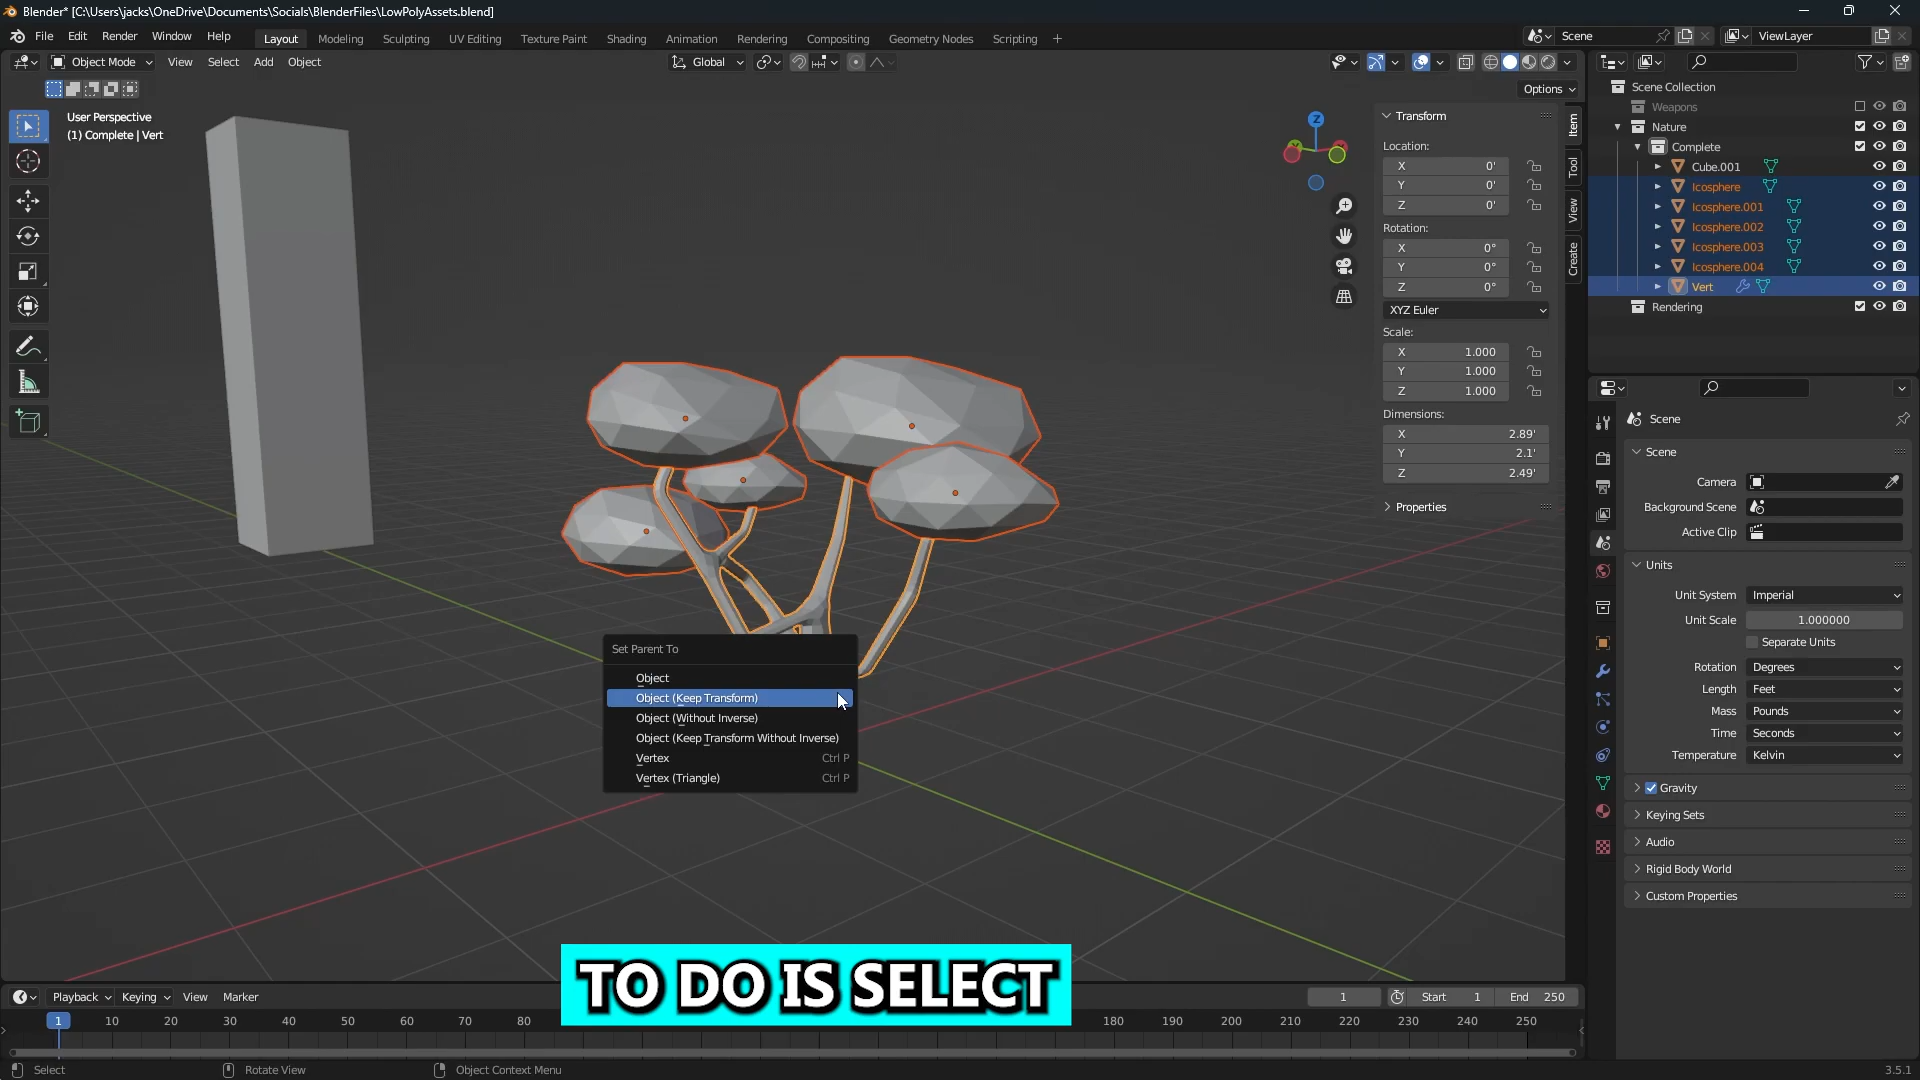 Blender* [C:\Users\jacks\OneDrive\Documents\Socials\BlenderFiles\LowPolyAssets.blend]
File Edit Render Window Help Layout Modeling Sculpting UV Editing Texture Paint Shading Animation Rendering Compositing Geometry Nodes Scripting + Scene ViewLayer
Object Mode View Select Add Object Global
Options
User Perspective
(1) Complete | Vert
Z
Transform
Location:
X 0'
Y 0'
Z 0'
Rotation:
X 0°
Y 0°
Z 0°
XYZ Euler
Scale:
X 1.000
Y 1.000
Z 1.000
Dimensions:
X 2.89'
Y 2.1'
Z 2.49'
Properties
Item
Tool
View
Create
Scene Collection
Weapons
Nature
Complete
Cube.001
Icosphere
Icosphere.001
Icosphere.002
Icosphere.003
Icosphere.004
Vert
Rendering
Scene
Scene
Camera
Background Scene
Active Clip
Units
Unit System Imperial
Unit Scale 1.000000
Separate Units
Rotation Degrees
Length Feet
Mass Pounds
Time Seconds
Temperature Kelvin
Gravity
Keying Sets
Audio
Rigid Body World
Custom Properties
Set Parent To
Object
Object (Keep Transform)
Object (Without Inverse)
Object (Keep Transform Without Inverse)
Vertex Ctrl P
Vertex (Triangle) Ctrl P
TO DO IS SELECT
Playback Keying View Marker 1 Start 1 End 250
1 10 20 30 40 50 60 70 80 180 190 200 210 220 230 240 250
Select Rotate View Object Context Menu 3.5.1